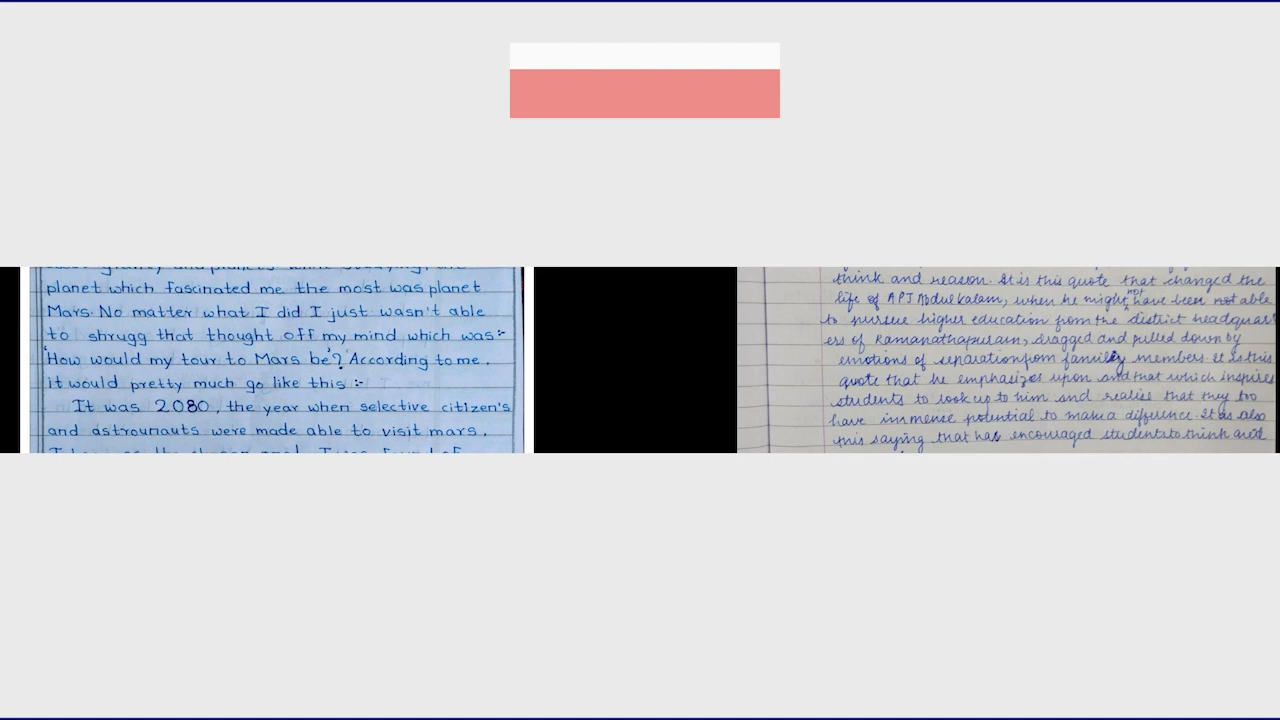 planet which fascinated me the most was planet
Mars. No matter what I did I just wasn't able
to shrugg that thought off my mind which was:-
'How would my tour to Mars be'? According to me.
it would pretty much go like this :-
It was 2080, the year when selective citizen's
and astrounauts were made able to visit mars.
think and reason. It is this quote that changed the
life of APJ Abdul Kalam, when he might not have been not able
to pursue higher education from the district headquar
ers of Ramanathapuram, dragged and pulled down by
emotions of separation from family members. It is this
quote that he emphasizes upon and that which inspires
students to look up to him and realise that they too
have immense potential to make a difference. It is also
this saying that has encouraged students to think and